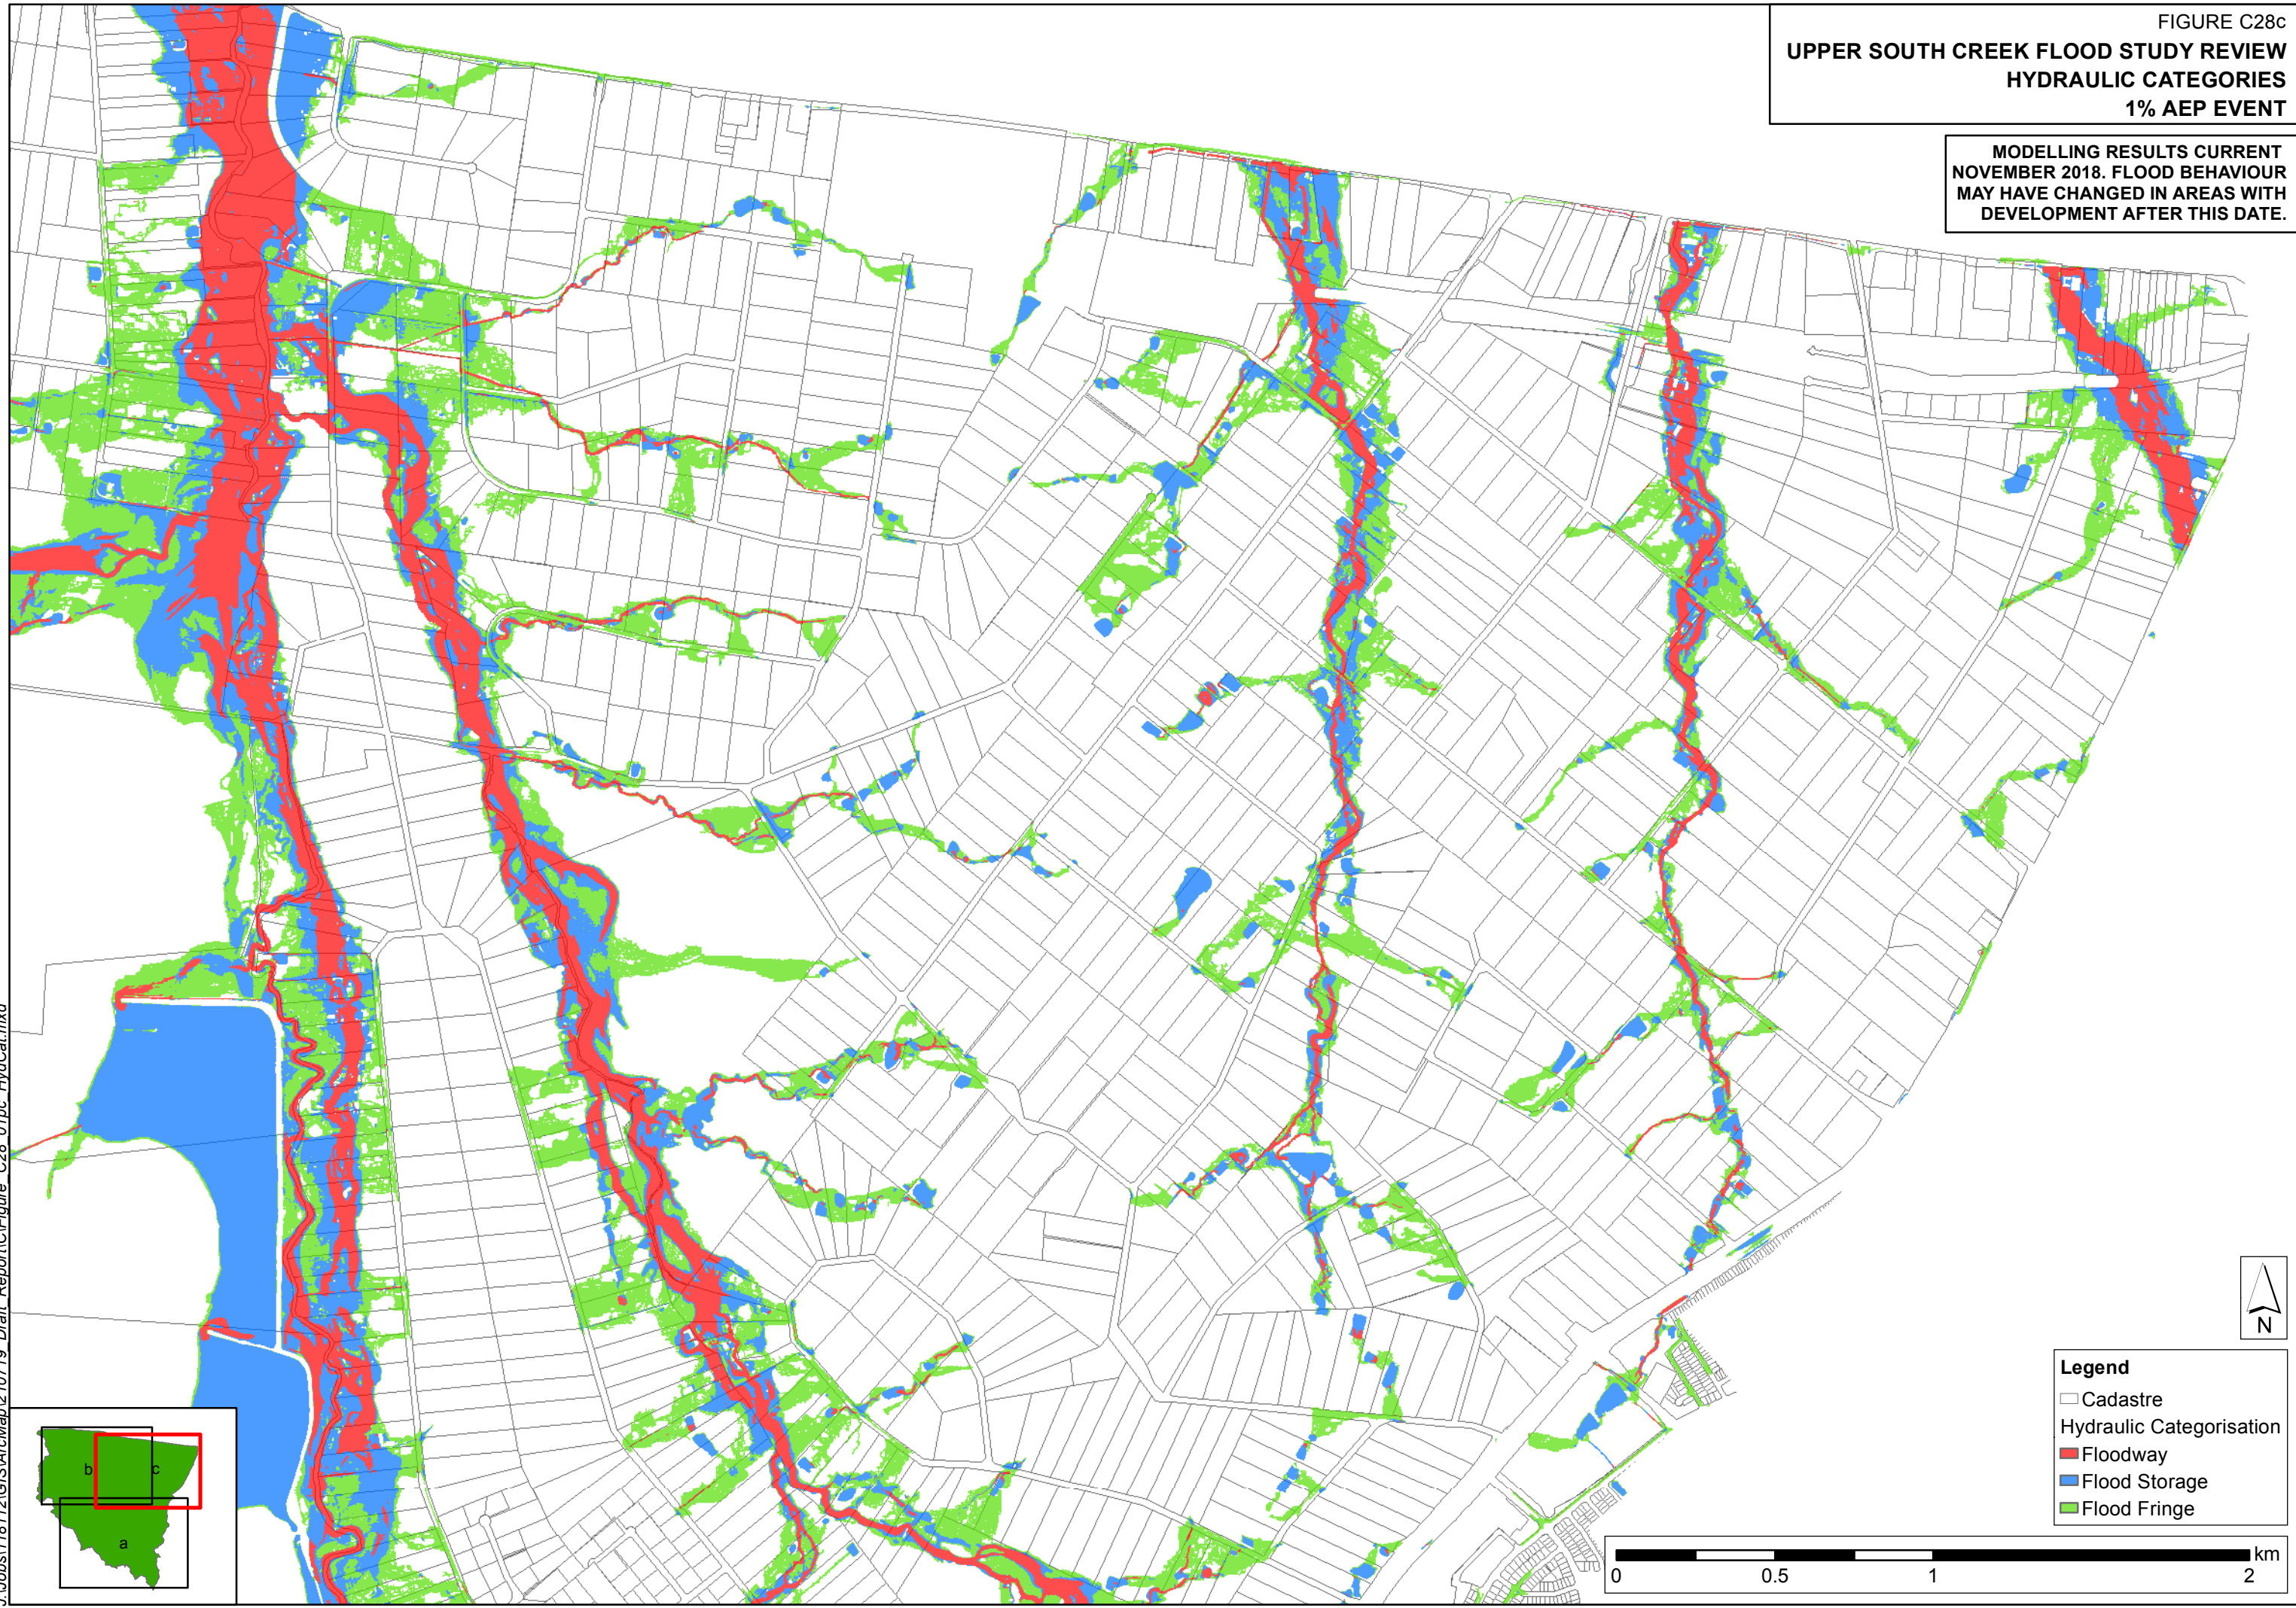 FIGURE C28c
UPPER SOUTH CREEK FLOOD STUDY REVIEW
HYDRAULIC CATEGORIES
1% AEP EVENT
MODELLING RESULTS CURRENT
NOVEMBER 2018. FLOOD BEHAVIOUR
MAY HAVE CHANGED IN AREAS WITH
DEVELOPMENT AFTER THIS DATE.
N
Legend
Cadastre
Hydraulic Categorisation
Floodway
Flood Storage
Flood Fringe
km
0 0.5 1 2
b c
a